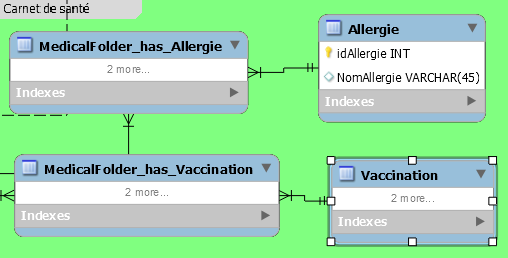 Carnet de santé
MedicalFolder_has_Allergie
2 more...
Indexes
Allergie
idAllergie INT
NomAllergie VARCHAR(45)
Indexes
MedicalFolder_has_Vaccination
2 more...
Indexes
Vaccination
2 more...
Indexes